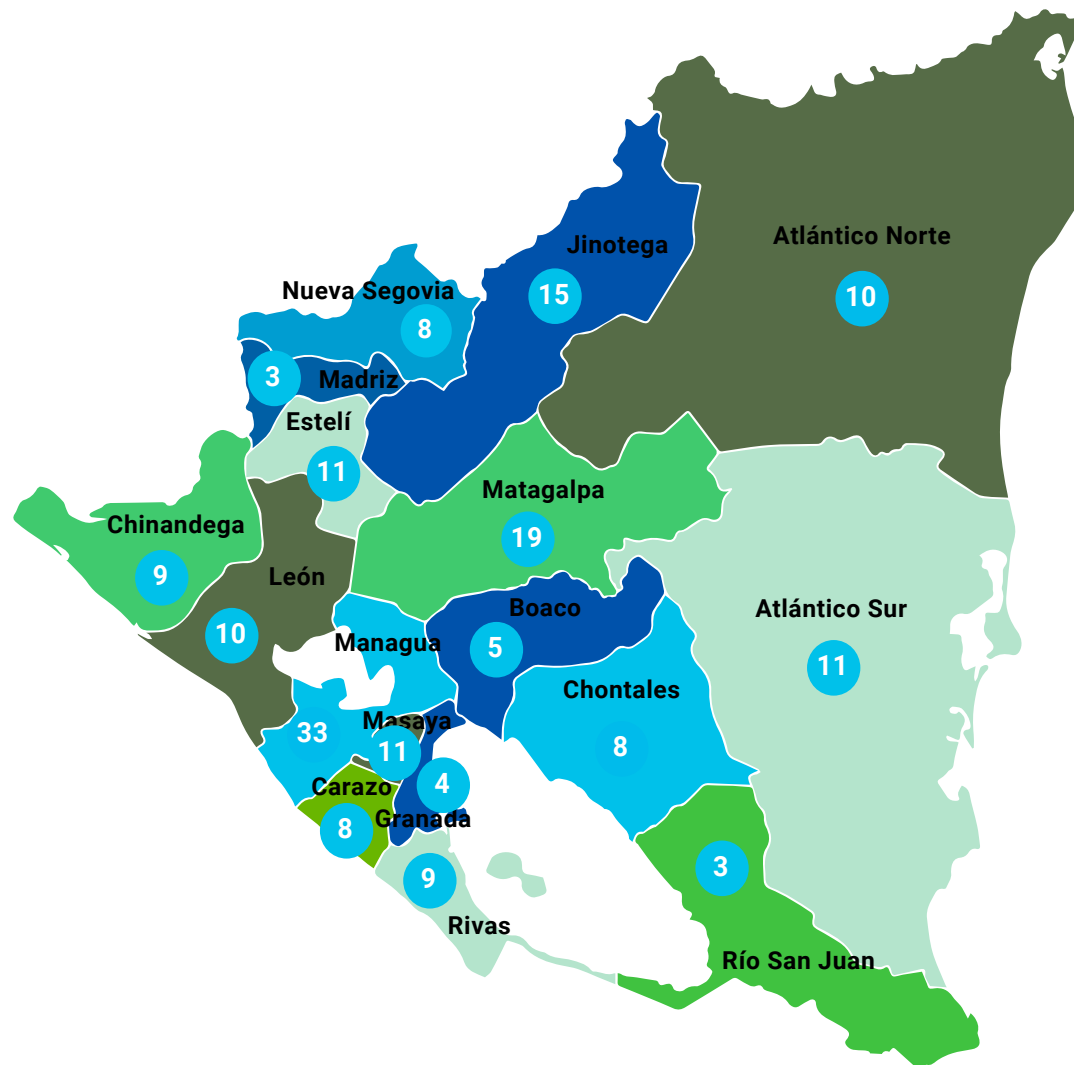 Atlántico Norte
10
Jinotega
15
Nueva Segovia
8
3
Madriz
Estelí
11
Matagalpa
19
Chinandega
9
León
10
Boaco
5
Atlántico Sur
11
Managua
33
Chontales
8
Masaya
11
4
Granada
Carazo
8
9
Rivas
3
Río San Juan